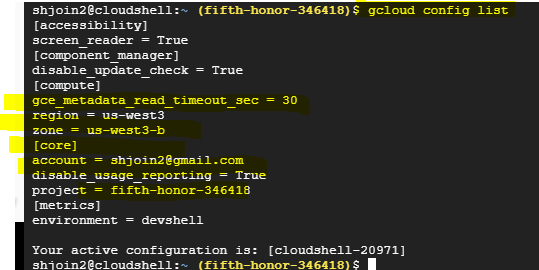 shjoin2@cloudshell:~ (fifth-honor-346418)$ gcloud config list
[accessibility]
screen_reader = True
[component_manager]
disable_update_check = True
[compute]
gce_metadata_read_timeout_sec = 30
region = us-west3
zone = us-west3-b
[core]
account = shjoin2@gmail.com
disable_usage_reporting = True
project = fifth-honor-346418
[metrics]
environment = devshell
Your active configuration is: [cloudshell-20971]
shjoin2@cloudshell:~ (fifth-honor-346418)$